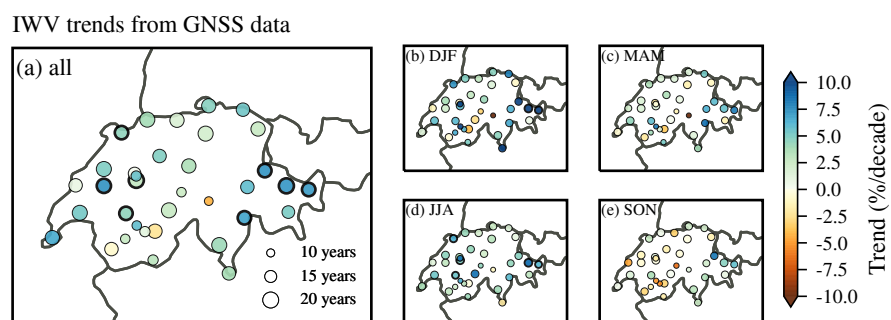 IWV trends from GNSS data
(a) all
10 years
15 years
20 years
(b) DJF
(c) MAM
(d) JJA
(e) SON
10.0
7.5
5.0
2.5
0.0
-2.5
-5.0
-7.5
-10.0
Trend (%/decade)